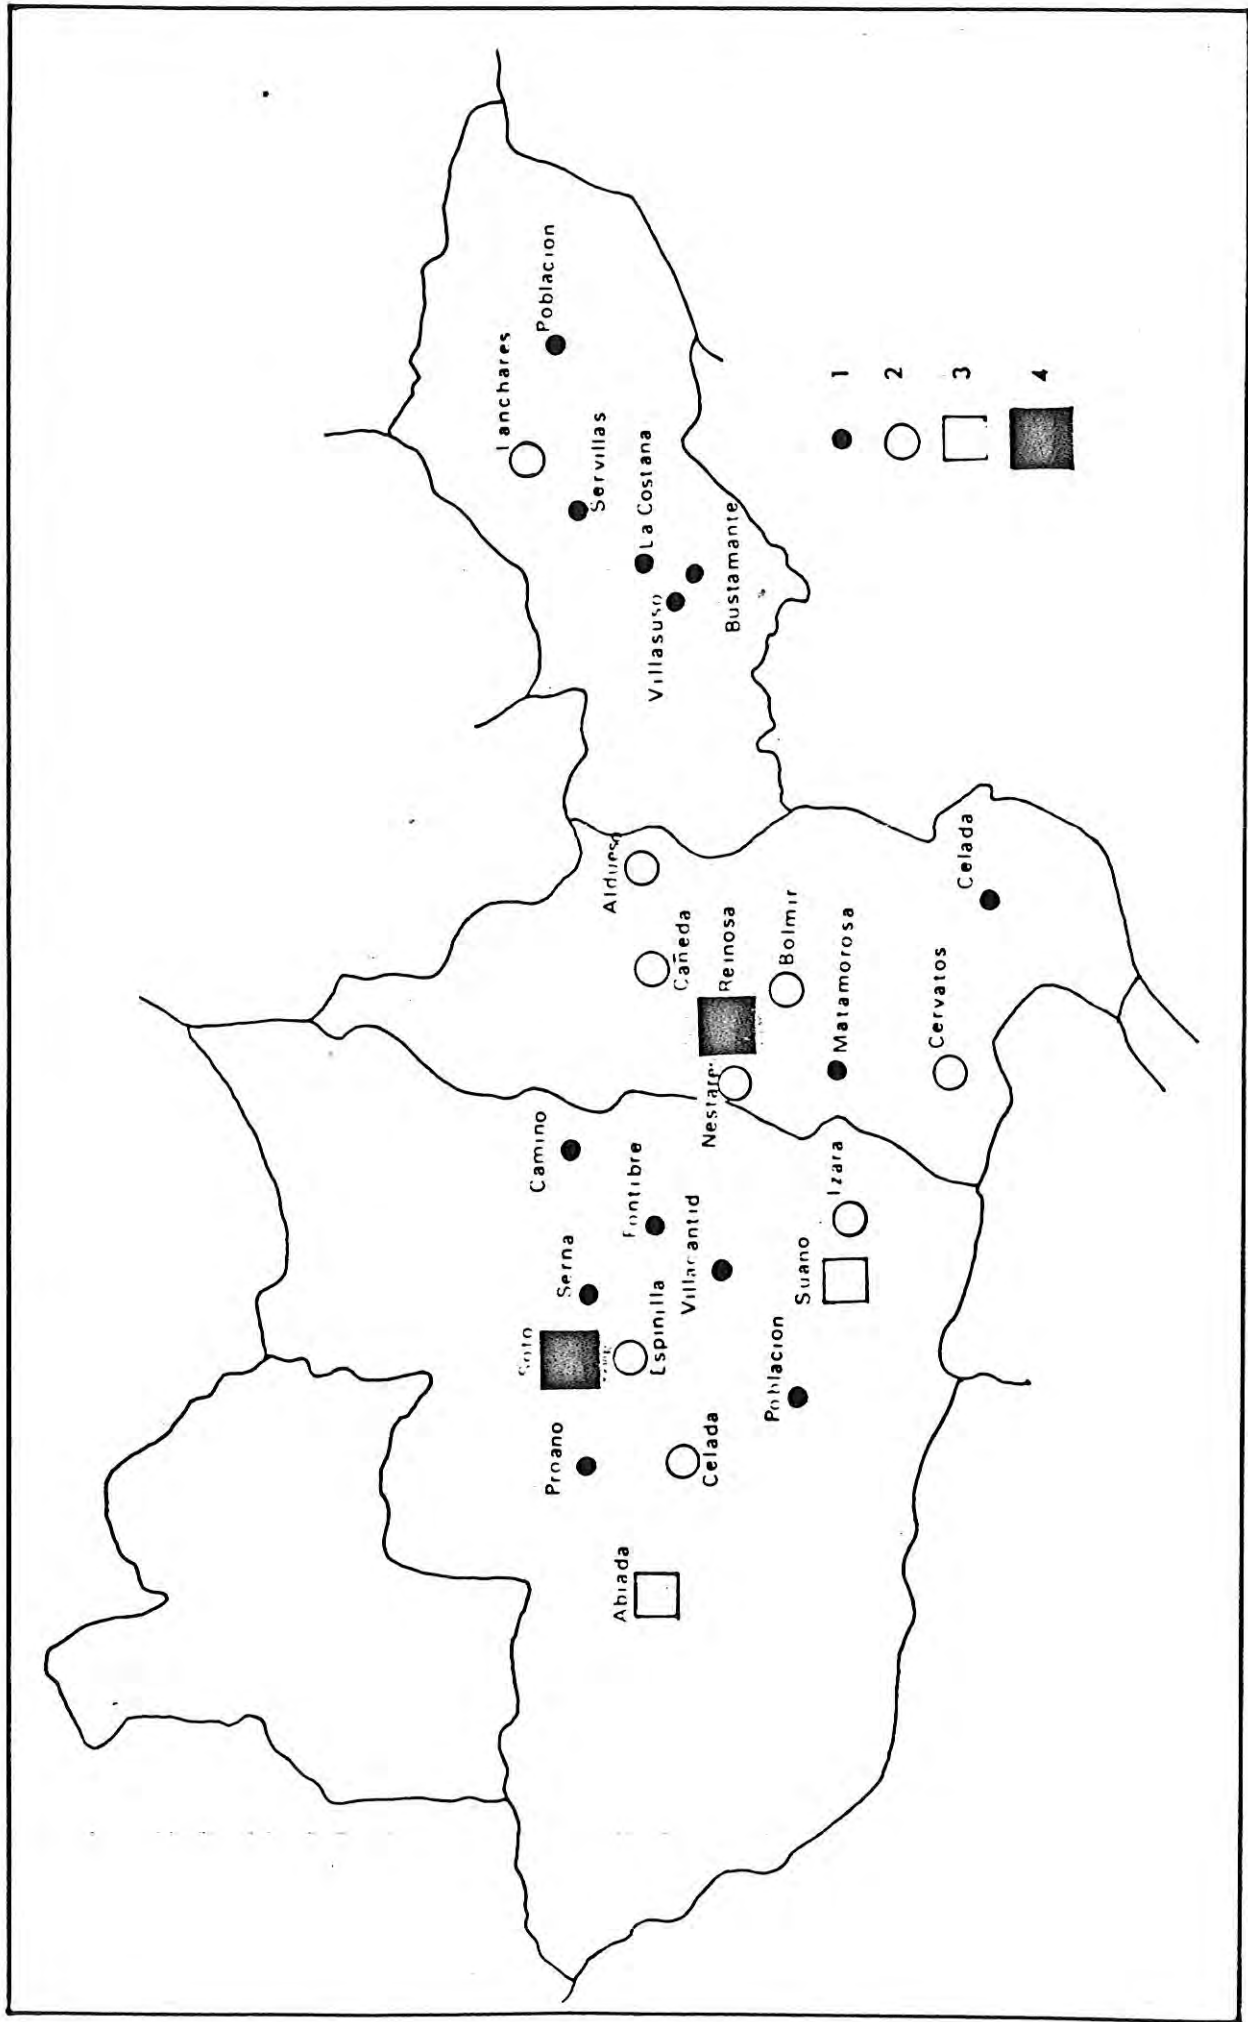 Abiada
Proano
Celada
Soto
Espinilla
Serna
Poblacion
Villacantid
Fontibre
Suano
Izara
Camino
Nestares
Reinosa
Matamorosa
Cervatos
Cañeda
Bolmir
Aldueso
Celada
Villasuso
Bustamante
La Costana
Servillas
Lanchares
Poblacion
1
2
3
4